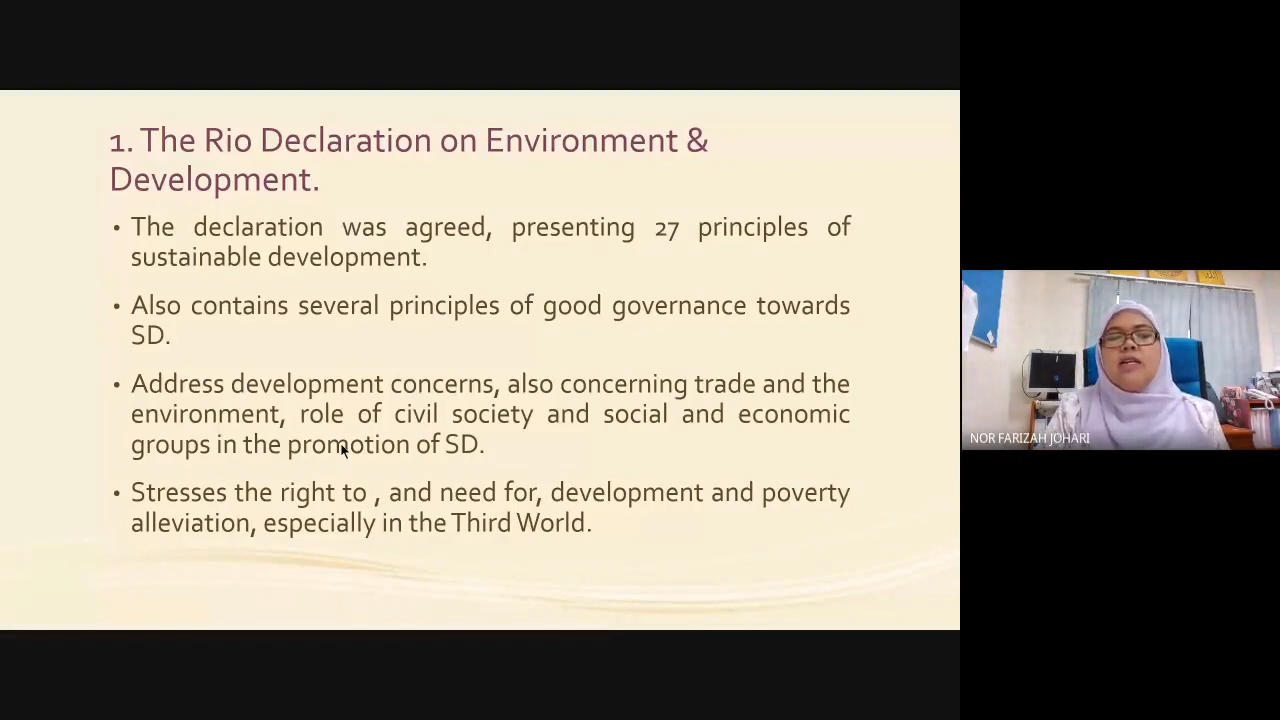 1. The Rio Declaration on Environment &
Development.
• The declaration was agreed, presenting 27 principles of
sustainable development.
• Also contains several principles of good governance towards
SD.
• Address development concerns, also concerning trade and the
environment, role of civil society and social and economic
groups in the promotion of SD.
• Stresses the right to , and need for, development and poverty
alleviation, especially in the Third World.
NOR FARIZAH JOHARI